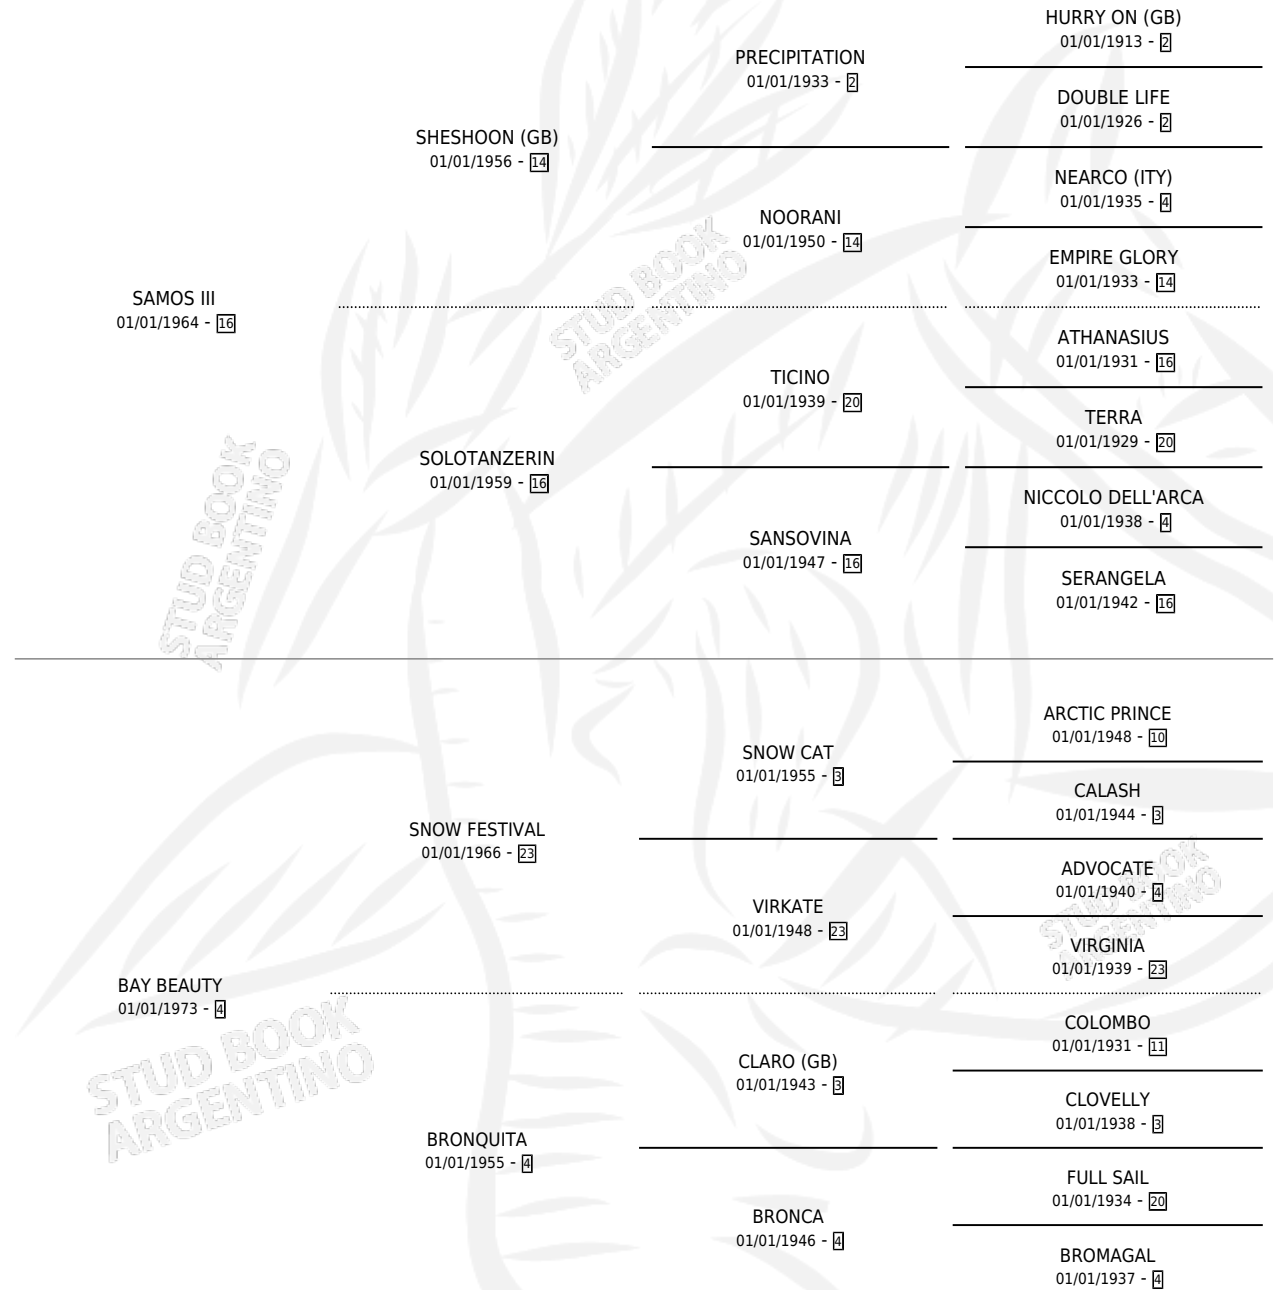 HURRY ON (GB)
01/01/1913 - 2
PRECIPITATION
01/01/1933 - 2
DOUBLE LIFE
01/01/1926 - 2
SHESHOON (GB)
01/01/1956 - 14
NEARCO (ITY)
01/01/1935 - 4
NOORANI
01/01/1950 - 14
EMPIRE GLORY
01/01/1933 - 14
SAMOS III
01/01/1964 - 16
ATHANASIUS
01/01/1931 - 16
TICINO
01/01/1939 - 20
TERRA
01/01/1929 - 20
SOLOTANZERIN
01/01/1959 - 16
NICCOLO DELL'ARCA
01/01/1938 - 4
SANSOVINA
01/01/1947 - 16
SERANGELA
01/01/1942 - 16
STUD BOOK
ARGENTINO
STUD BOOK
ARGENTINO
ARCTIC PRINCE
01/01/1948 - 10
SNOW CAT
01/01/1955 - 3
CALASH
01/01/1944 - 3
SNOW FESTIVAL
01/01/1966 - 23
ADVOCATE
01/01/1940 - 4
VIRKATE
01/01/1948 - 23
VIRGINIA
01/01/1939 - 23
STUD BOOK
ARGENTINO
BAY BEAUTY
01/01/1973 - 4
COLOMBO
01/01/1931 - 11
CLARO (GB)
01/01/1943 - 3
CLOVELLY
01/01/1938 - 3
STUD BOOK
ARGENTINO
BRONQUITA
01/01/1955 - 4
FULL SAIL
01/01/1934 - 20
BRONCA
01/01/1946 - 4
BROMAGAL
01/01/1937 - 4